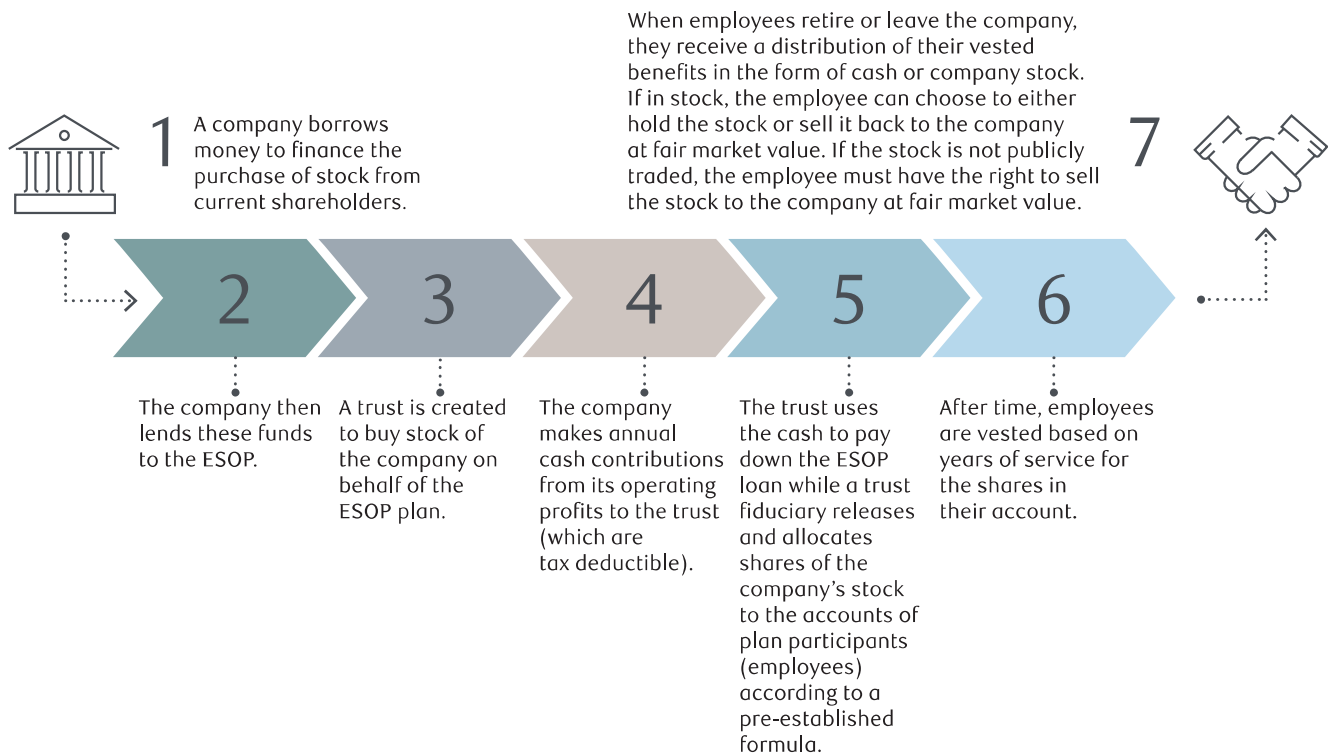 1
A company borrows
money to finance the
purchase of stock from
current shareholders.
2
The company then
lends these funds
to the ESOP.
3
A trust is created
to buy stock of
the company on
behalf of the
ESOP plan.
4
The company
makes annual
cash contributions
from its operating
profits to the trust
(which are
tax deductible).
5
The trust uses
the cash to pay
down the ESOP
loan while a trust
fiduciary releases
and allocates
shares of the
company’s stock
to the accounts of
plan participants
(employees)
according to a
pre-established
formula.
6
After time, employees
are vested based on
years of service for
the shares in
their account.
7
When employees retire or leave the company,
they receive a distribution of their vested
benefits in the form of cash or company stock.
If in stock, the employee can choose to either
hold the stock or sell it back to the company
at fair market value. If the stock is not publicly
traded, the employee must have the right to sell
the stock to the company at fair market value.